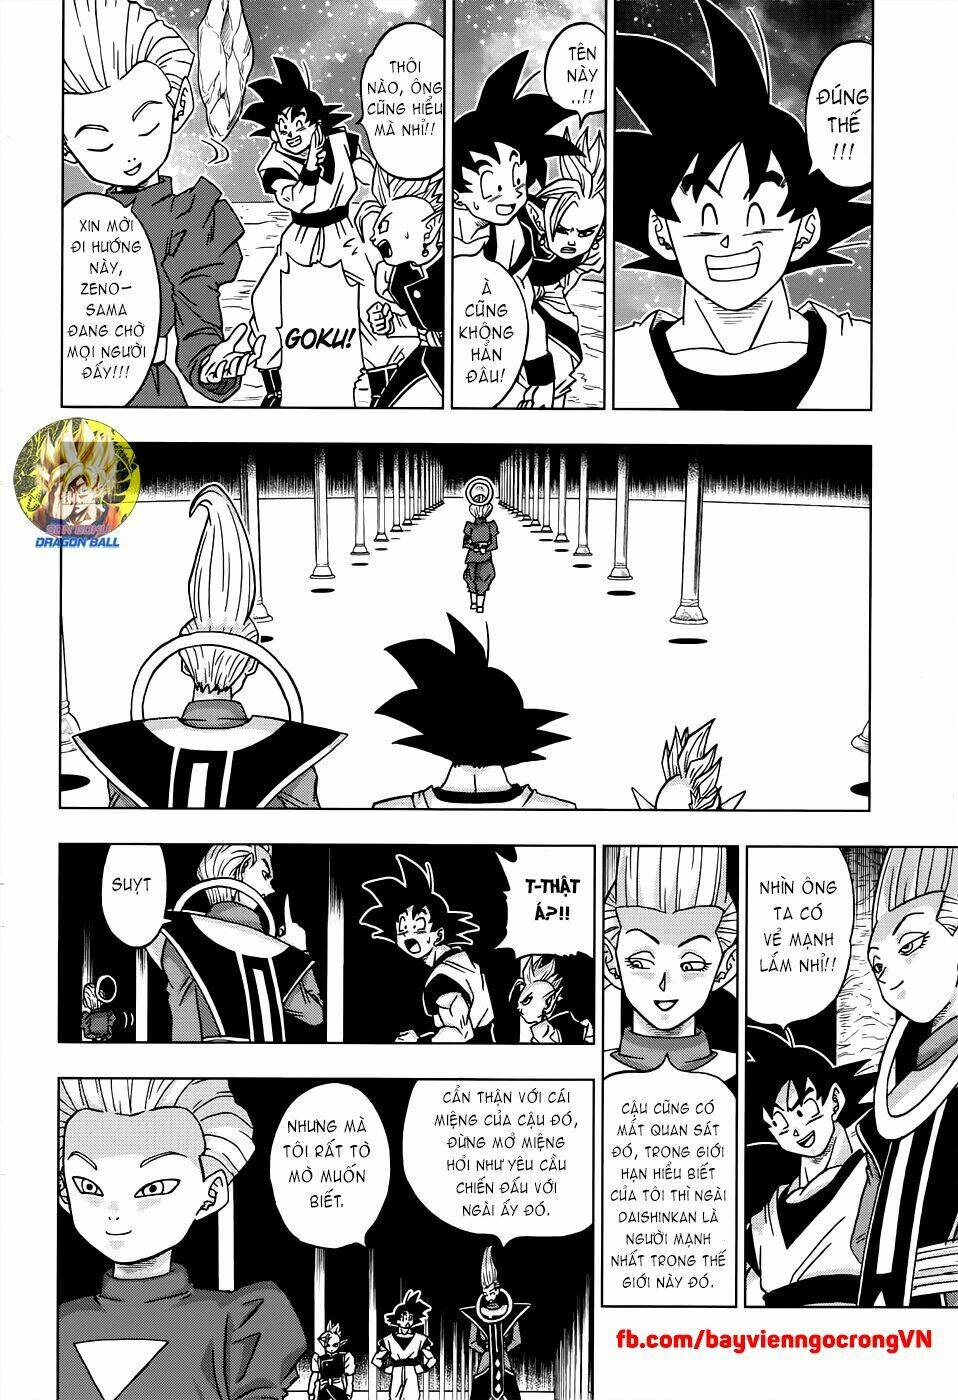 ĐÚNG
THẾ
!!!
TÊN
NÀY
..!!
À
CŨNG
KHÔNG
HẲN
ĐÂU!
THÔI
NÀO, ÔNG
CŨNG HIỂU
MÀ NHỈ!!
GOKU!
XIN MỜI
ĐI HƯỚNG
NÀY,
ZENO-
SAMA
ĐANG CHỜ
MỌI NGƯỜI
ĐẤY!!!
SON GOKU
DRAGON BALL
NHÌN ÔNG
TA CÓ
VẺ MẠNH
LẮM NHỈ!!
CẬU CŨNG CÓ
MẮT QUAN SÁT
ĐÓ, TRONG GIỚI
HẠN HIỂU BIẾT
CỦA TÔI THÌ NGÀI
DAISHINKAN LÀ
NGƯỜI MẠNH
NHẤT TRONG THẾ
GIỚI NÀY ĐÓ.
T-THẬT
Á?!!
SUỴT
CẨN THẬN VỚI CÁI
MIỆNG CỦA CẬU ĐÓ,
ĐỪNG MỞ MIỆNG
HỎI NHƯ YÊU CẦU
CHIẾN ĐẤU VỚI
NGÀI ẤY ĐÓ.
NHƯNG MÀ
TÔI RẤT TÒ
MÒ MUỐN
BIẾT.
fb.com/bayvienngocrongVN